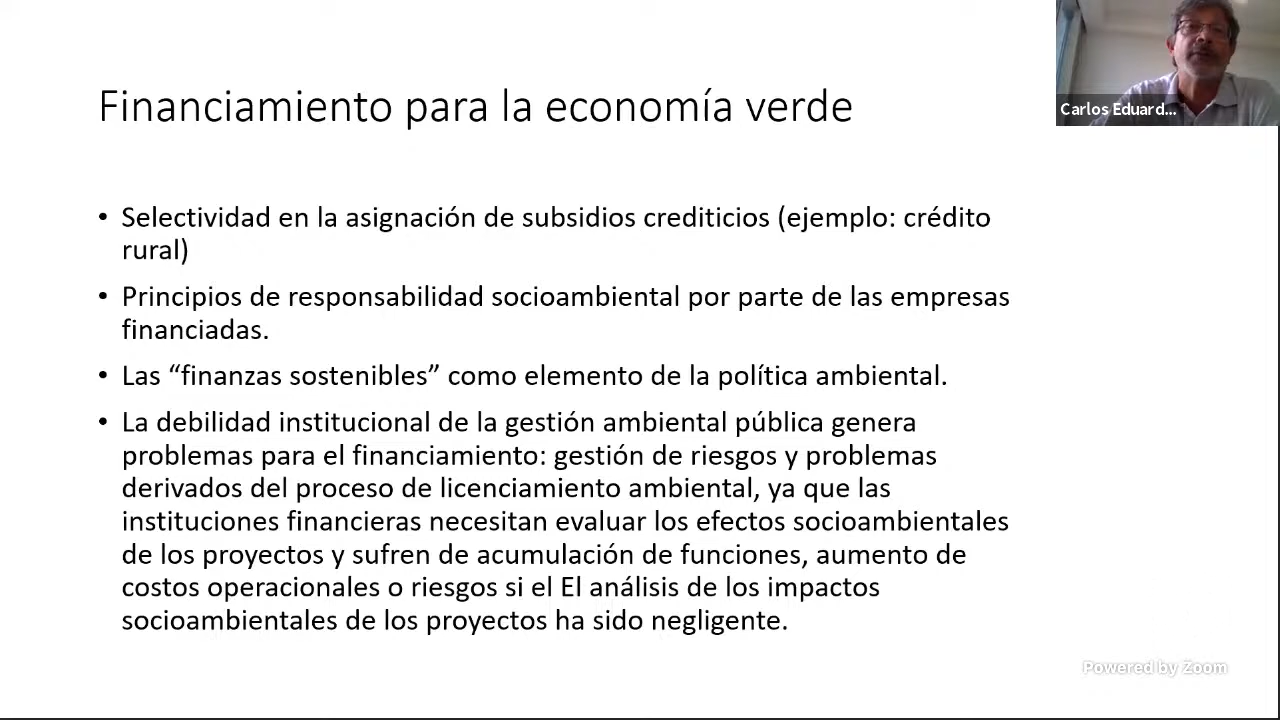 Financiamiento para la economía verde
Carlos Eduard...
• Selectividad en la asignación de subsidios crediticios (ejemplo: crédito
rural)
• Principios de responsabilidad socioambiental por parte de las empresas
financiadas.
• Las “finanzas sostenibles” como elemento de la política ambiental.
• La debilidad institucional de la gestión ambiental pública genera
problemas para el financiamiento: gestión de riesgos y problemas
derivados del proceso de licenciamiento ambiental, ya que las
instituciones financieras necesitan evaluar los efectos socioambientales
de los proyectos y sufren de acumulación de funciones, aumento de
costos operacionales o riesgos si el El análisis de los impactos
socioambientales de los proyectos ha sido negligente.
Powered by Zoom